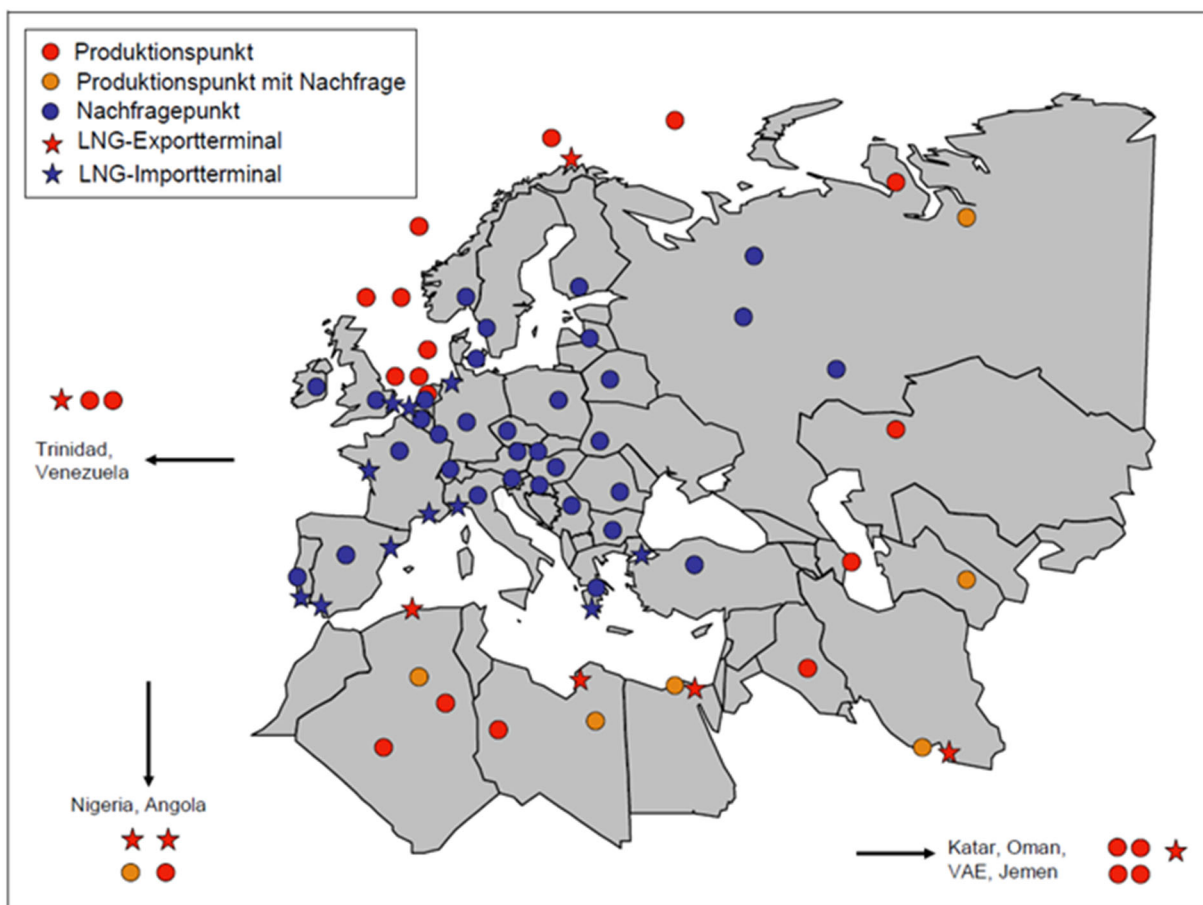 Produktionspunkt
Produktionspunkt mit Nachfrage
Nachfragepunkt
LNG-Exportterminal
LNG-Importterminal
Trinidad,
Venezuela
Nigeria, Angola
Katar, Oman,
VAE, Jemen